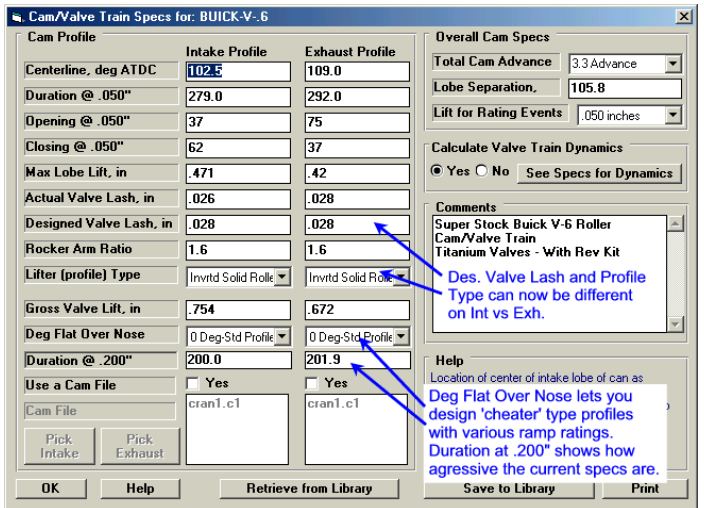 Cam/Valve Train Specs for: BUICK-V-.6
Cam Profile
Intake Profile Exhaust Profile
Centerline, deg ATDC 102.5 109.0
Duration @ .050" 279.0 292.0
Opening @ .050" 37 75
Closing @ .050" 62 37
Max Lobe Lift, in .471 .42
Actual Valve Lash, in .026 .028
Designed Valve Lash, in .028 .028
Rocker Arm Ratio 1.6 1.6
Lifter (profile) Type Invrtd Solid Rolle Invrtd Solid Rolle
Gross Valve Lift, in .754 .672
Deg Flat Over Nose 0 Deg-Std Profile 0 Deg-Std Profile
Duration @ .200" 200.0 201.9
Use a Cam File Yes Yes
Cam File cran1.c1 cran1.c1
Pick Intake Pick Exhaust
Overall Cam Specs
Total Cam Advance 3.3 Advance
Lobe Separation, 105.8
Lift for Rating Events .050 inches
Calculate Valve Train Dynamics
Yes No See Specs for Dynamics
Comments
Super Stock Buick V-6 Roller
Cam/Valve Train
Titanium Valves - With Rev Kit
Des. Valve Lash and Profile
Type can now be different
on Int vs Exh.
Help
Location of center of intake lobe of can as
Deg Flat Over Nose lets you
design 'cheater' type profiles
with various ramp ratings.
Duration at .200" shows how
agressive the current specs are.
OK Help Retrieve from Library Save to Library Print